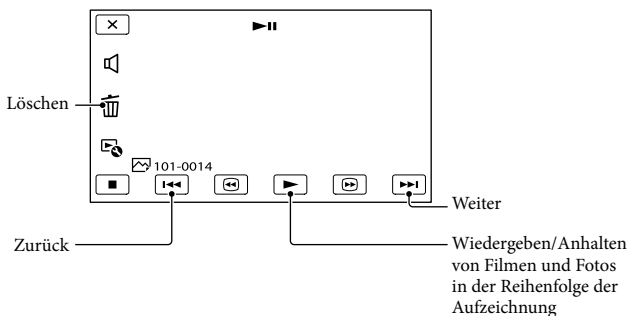 Löschen
101-0014
Weiter
Zurück
Wiedergeben/Anhalten
von Filmen und Fotos
in der Reihenfolge der
Aufzeichnung